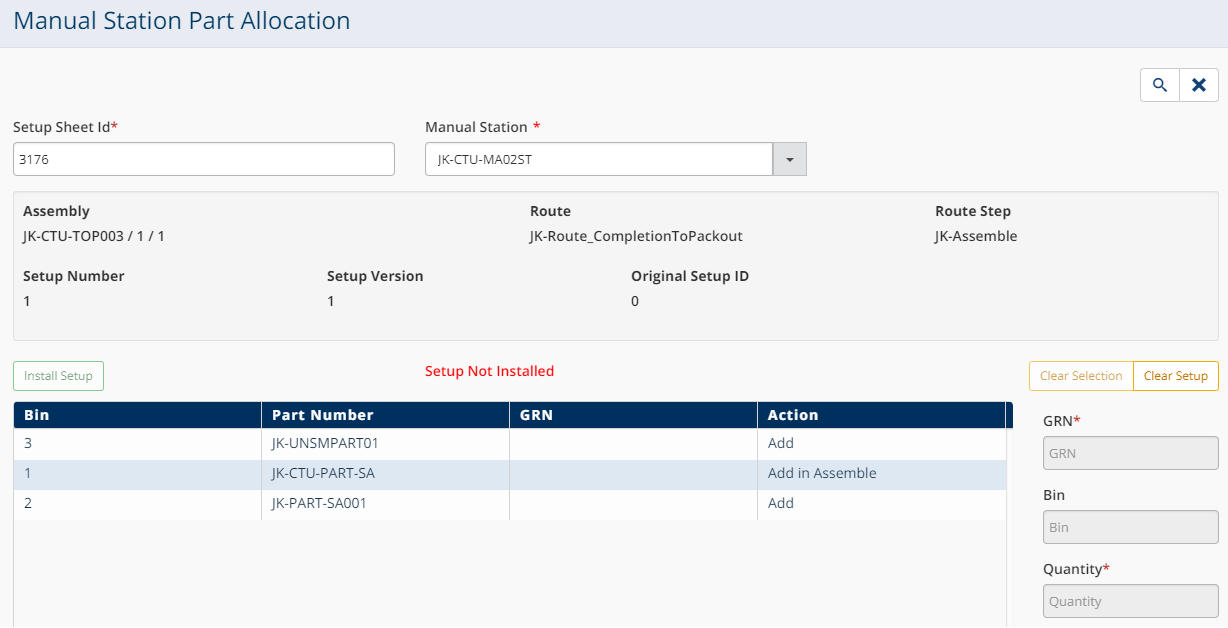 Manual Station Part Allocation
Setup Sheet Id* Manual Station *
3176 JK-CTU-MA02ST
Assembly Route Route Step
JK-CTU-TOP003 / 1 / 1 JK-Route_CompletionToPackout JK-Assemble
Setup Number Setup Version Original Setup ID
1 1 0
Install Setup Setup Not Installed Clear Selection Clear Setup
Bin Part Number GRN Action
3 JK-UNSMPART01 Add
1 JK-CTU-PART-SA Add in Assemble
2 JK-PART-SA001 Add
GRN*
GRN
Bin
Bin
Quantity*
Quantity